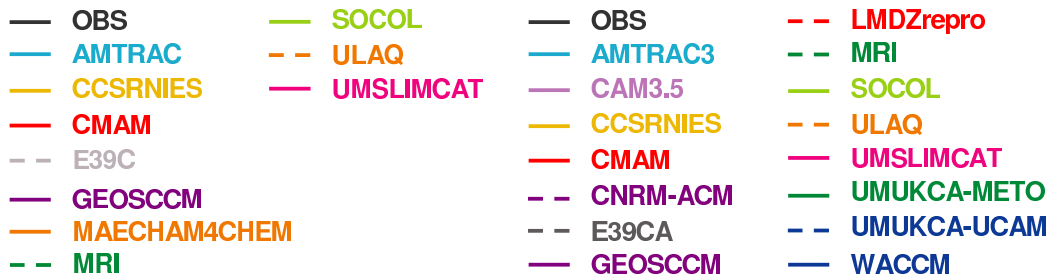 OBS
AMTRAC
CCSRNIES
CMAM
E39C
GEOSCCM
MAECHAM4CHEM
MRI
SOCOL
ULAQ
UMSLIMCAT
OBS
AMTRAC3
CAM3.5
CCSRNIES
CMAM
CNRM-ACM
E39CA
GEOSCCM
LMDZrepro
MRI
SOCOL
ULAQ
UMSLIMCAT
UMUKCA-METO
UMUKCA-UCAM
WACCM